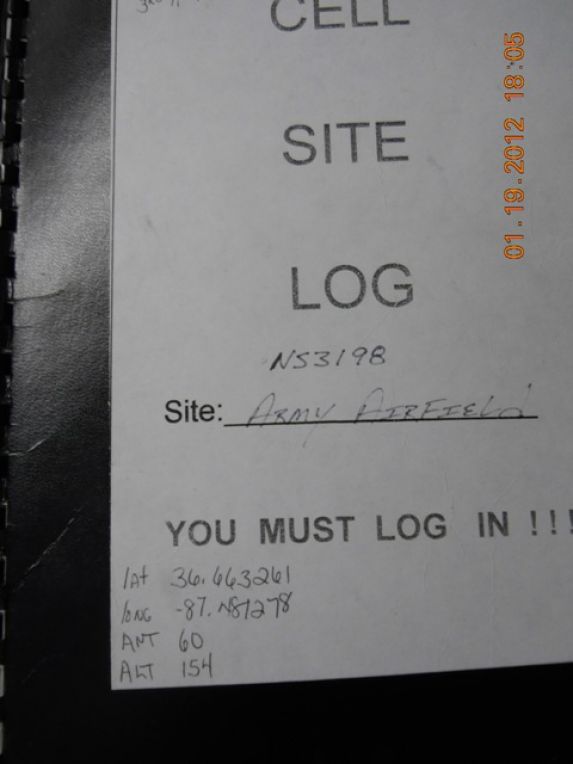 CELL
SITE
LOG
NS3198
Site: ARMY AIRFIELD
YOU MUST LOG IN !!!
lat 36.663261
long
ANT 60
ALT 154
01.19.2012 18:05